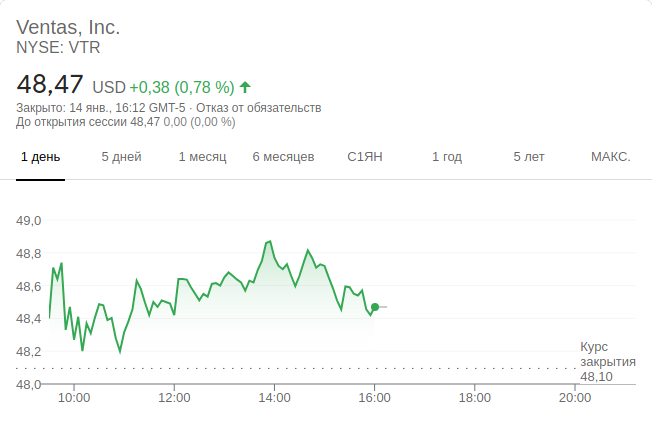 Ventas, Inc.
NYSE: VTR
48,47 USD +0,38 (0,78 %)
Закрыто: 14 янв., 16:12 GMT-5 · Отказ от обязательств
До открытия сессии 48,47 0,00 (0,00 %)
1 день 5 дней 1 месяц 6 месяцев С1ЯН 1 год 5 лет МАКС.
49,0
48,8
48,6
48,4
48,2
48,0
Курс
закрытия
48,10
10:00 12:00 14:00 16:00 18:00 20:00